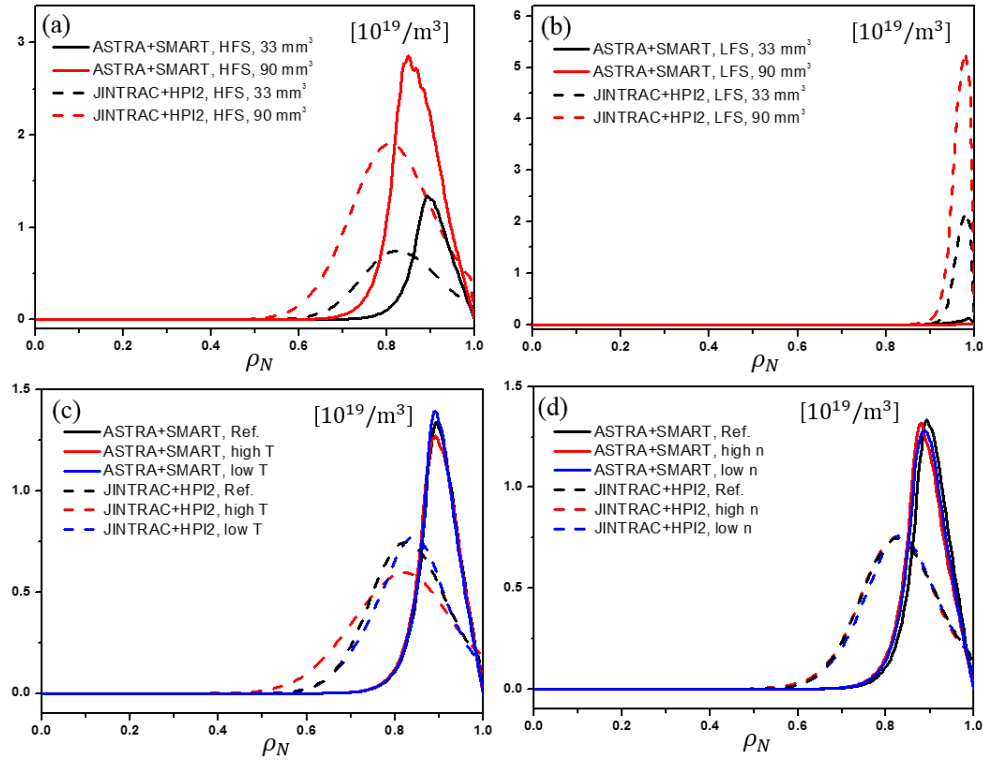 (a)
[10¹⁹/m³]
ASTRA+SMART, HFS, 33 mm³
ASTRA+SMART, HFS, 90 mm³
JINTRAC+HPI2, HFS, 33 mm³
JINTRAC+HPI2, HFS, 90 mm³
3
2
1
0
0.0 0.2 0.4 0.6 0.8 1.0
ρ_N
(b)
[10¹⁹/m³]
ASTRA+SMART, LFS, 33 mm³
ASTRA+SMART, LFS, 90 mm³
JINTRAC+HPI2, LFS, 33 mm³
JINTRAC+HPI2, LFS, 90 mm³
6
5
4
3
2
1
0
0.0 0.2 0.4 0.6 0.8 1.0
ρ_N
(c)
[10¹⁹/m³]
ASTRA+SMART, Ref.
ASTRA+SMART, high T
ASTRA+SMART, low T
JINTRAC+HPI2, Ref.
JINTRAC+HPI2, high T
JINTRAC+HPI2, low T
1.5
1.0
0.5
0.0
0.0 0.2 0.4 0.6 0.8 1.0
ρ_N
(d)
[10¹⁹/m³]
ASTRA+SMART, Ref.
ASTRA+SMART, high n
ASTRA+SMART, low n
JINTRAC+HPI2, Ref.
JINTRAC+HPI2, high n
JINTRAC+HPI2, low n
1.5
1.0
0.5
0.0
0.0 0.2 0.4 0.6 0.8 1.0
ρ_N